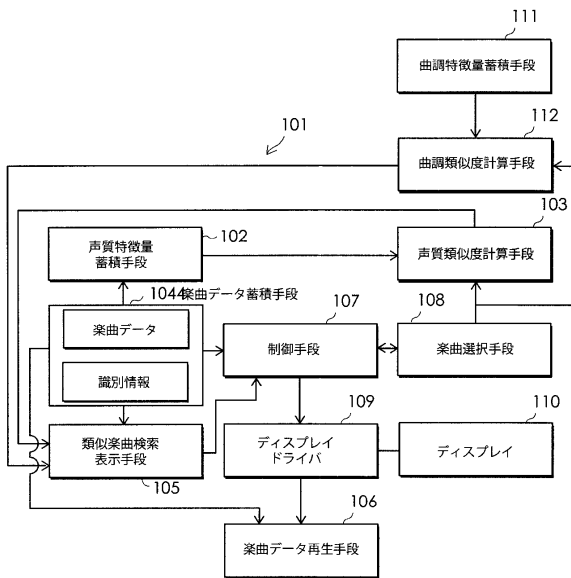 111
曲調特徴量蓄積手段
112
101
曲調類似度計算手段
103
102
声質特徴量
蓄積手段
声質類似度計算手段
1044
楽曲データ蓄積手段
107
108
楽曲データ
制御手段
楽曲選択手段
識別情報
109
110
類似楽曲検索
表示手段
ディスプレイ
ドライバ
ディスプレイ
105
106
楽曲データ再生手段